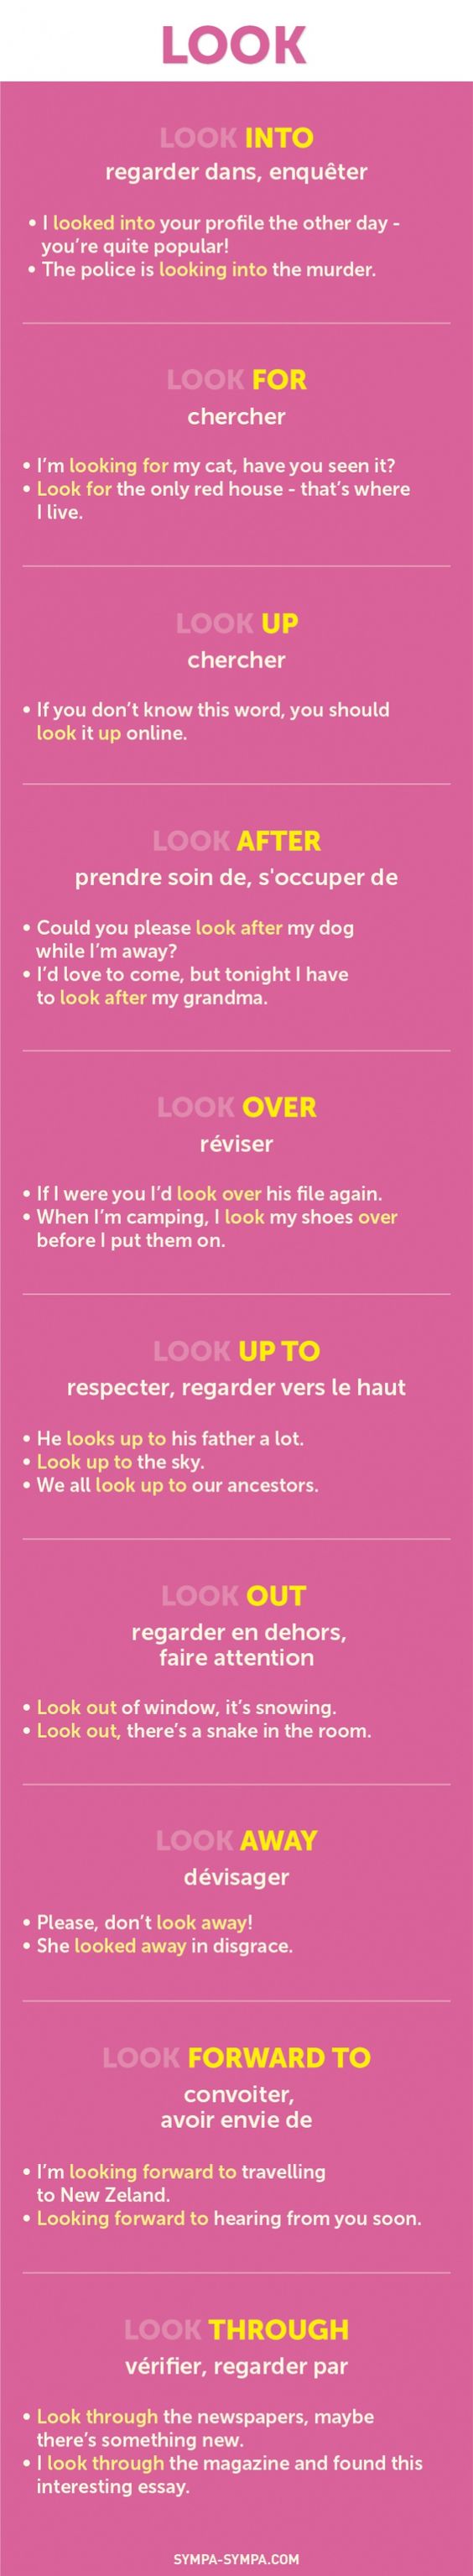 LOOK
LOOK INTO
regarder dans, enquêter
• I looked into your profile the other day -
you're quite popular!
• The police is looking into the murder.
LOOK FOR
chercher
• I'm looking for my cat, have you seen it?
• Look for the only red house - that's where
I live.
LOOK UP
chercher
• If you don't know this word, you should
look it up online.
LOOK AFTER
prendre soin de, s'occuper de
• Could you please look after my dog
while I'm away?
• I'd love to come, but tonight I have
to look after my grandma.
LOOK OVER
réviser
• If I were you I'd look over his file again.
• When I'm camping, I look my shoes over
before I put them on.
LOOK UP TO
respecter, regarder vers le haut
• He looks up to his father a lot.
• Look up to the sky.
• We all look up to our ancestors.
LOOK OUT
regarder en dehors,
faire attention
• Look out of window, it's snowing.
• Look out, there's a snake in the room.
LOOK AWAY
dévisager
• Please, don't look away!
• She looked away in disgrace.
LOOK FORWARD TO
convoiter,
avoir envie de
• I'm looking forward to travelling
to New Zeland.
• Looking forward to hearing from you soon.
LOOK THROUGH
vérifier, regarder par
• Look through the newspapers, maybe
there's something new.
• I look through the magazine and found this
interesting essay.
SYMPA-SYMPA.COM